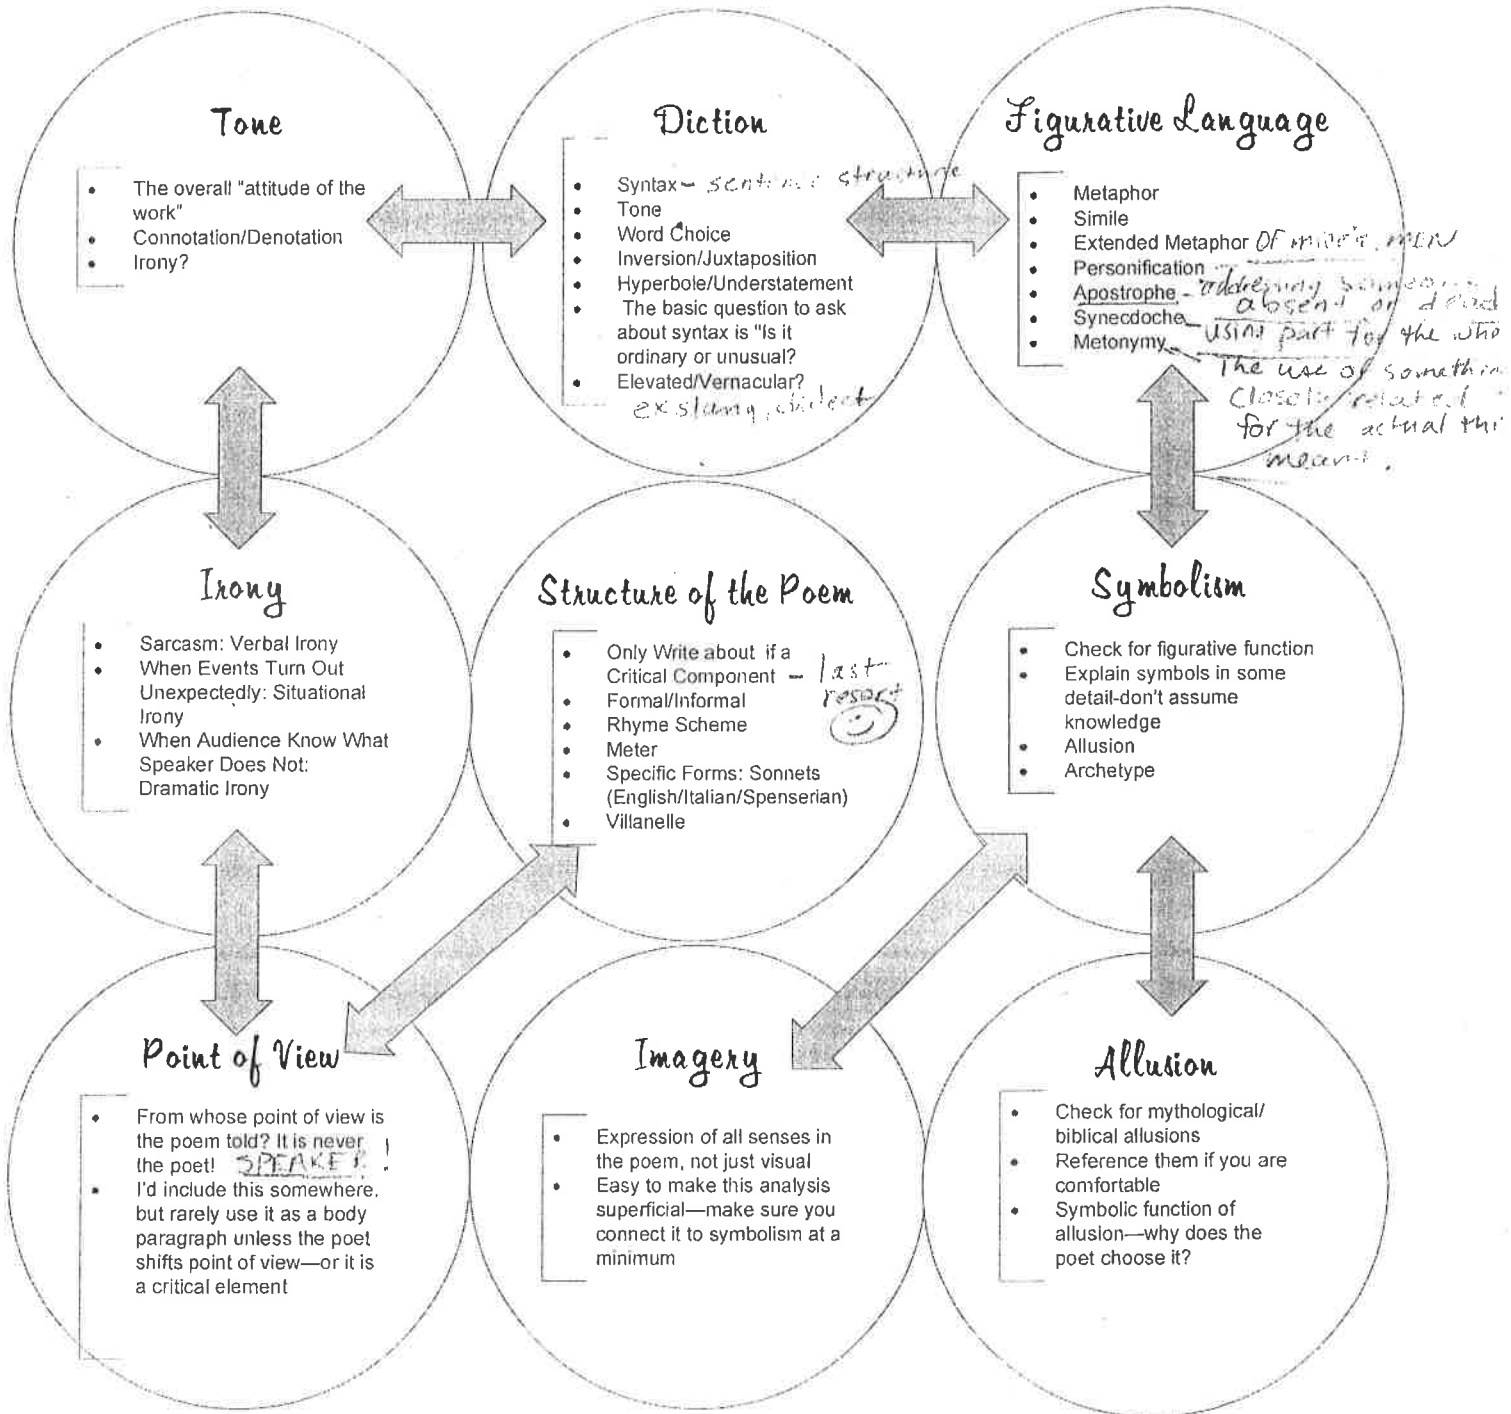 Tone
The overall "attitude of the
work"
Connotation/Denotation
Irony?
Diction
Syntax - sentence structure
Tone
Word Choice
Inversion/Juxtaposition
Hyperbole/Understatement
The basic question to ask
about syntax is "Is it
ordinary or unusual?
Elevated/Vernacular?
ex slang, dialect
Figurative Language
Metaphor
Simile
Extended Metaphor OF mice & MEN
Personification
Apostrophe - addressing someone
absent or dead
Synecdoche - using part for the who
Metonymy -
The use of somethin
closely related
for the actual thi
meant.
Irony
Sarcasm: Verbal Irony
When Events Turn Out
Unexpectedly: Situational
Irony
When Audience Know What
Speaker Does Not:
Dramatic Irony
Structure of the Poem
Only Write about if a
Critical Component - last
resort
Formal/Informal
Rhyme Scheme
Meter
Specific Forms: Sonnets
(English/Italian/Spenserian)
Villanelle
Symbolism
Check for figurative function
Explain symbols in some
detail-don't assume
knowledge
Allusion
Archetype
Point of View
From whose point of view is
the poem told? It is never
the poet! SPEAKER!
I'd include this somewhere,
but rarely use it as a body
paragraph unless the poet
shifts point of view—or it is
a critical element
Imagery
Expression of all senses in
the poem, not just visual
Easy to make this analysis
superficial—make sure you
connect it to symbolism at a
minimum
Allusion
Check for mythological/
biblical allusions
Reference them if you are
comfortable
Symbolic function of
allusion—why does the
poet choose it?